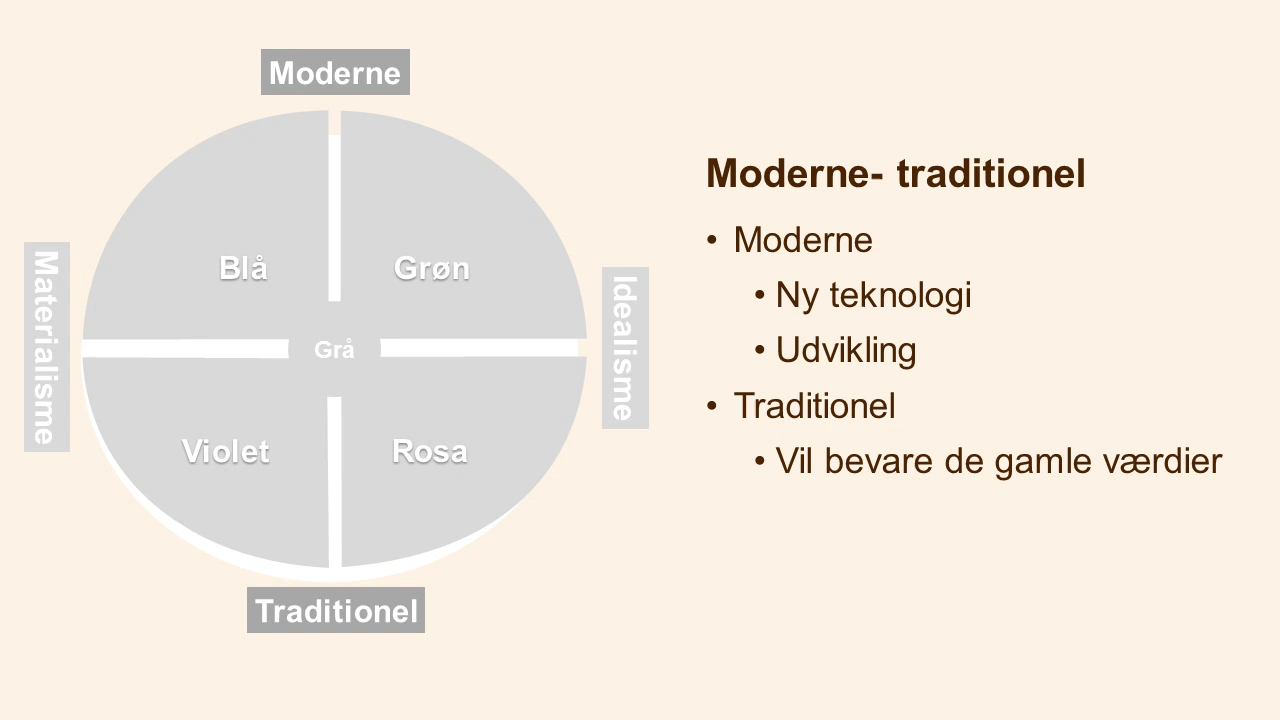 Moderne
Blå
Grøn
Materialisme
Grå
Idealisme
Violet
Rosa
Traditionel
Moderne- traditionel
• Moderne
• Ny teknologi
• Udvikling
• Traditionel
• Vil bevare de gamle værdier